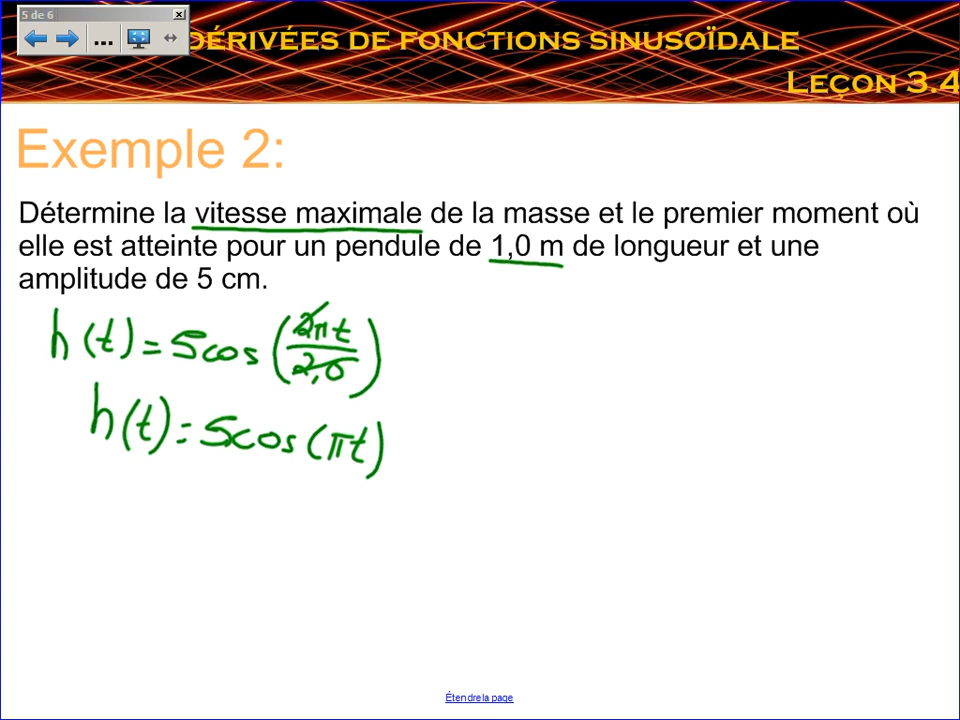 5 de 6
DÉRIVÉES DE FONCTIONS SINUSOÏDALE
LEÇON 3.4
Exemple 2:
Détermine la vitesse maximale de la masse et le premier moment où
elle est atteinte pour un pendule de 1,0 m de longueur et une
amplitude de 5 cm.
h(t) = 5cos(2πt/2,0)
h(t) = 5cos(πt)
Étendre la page